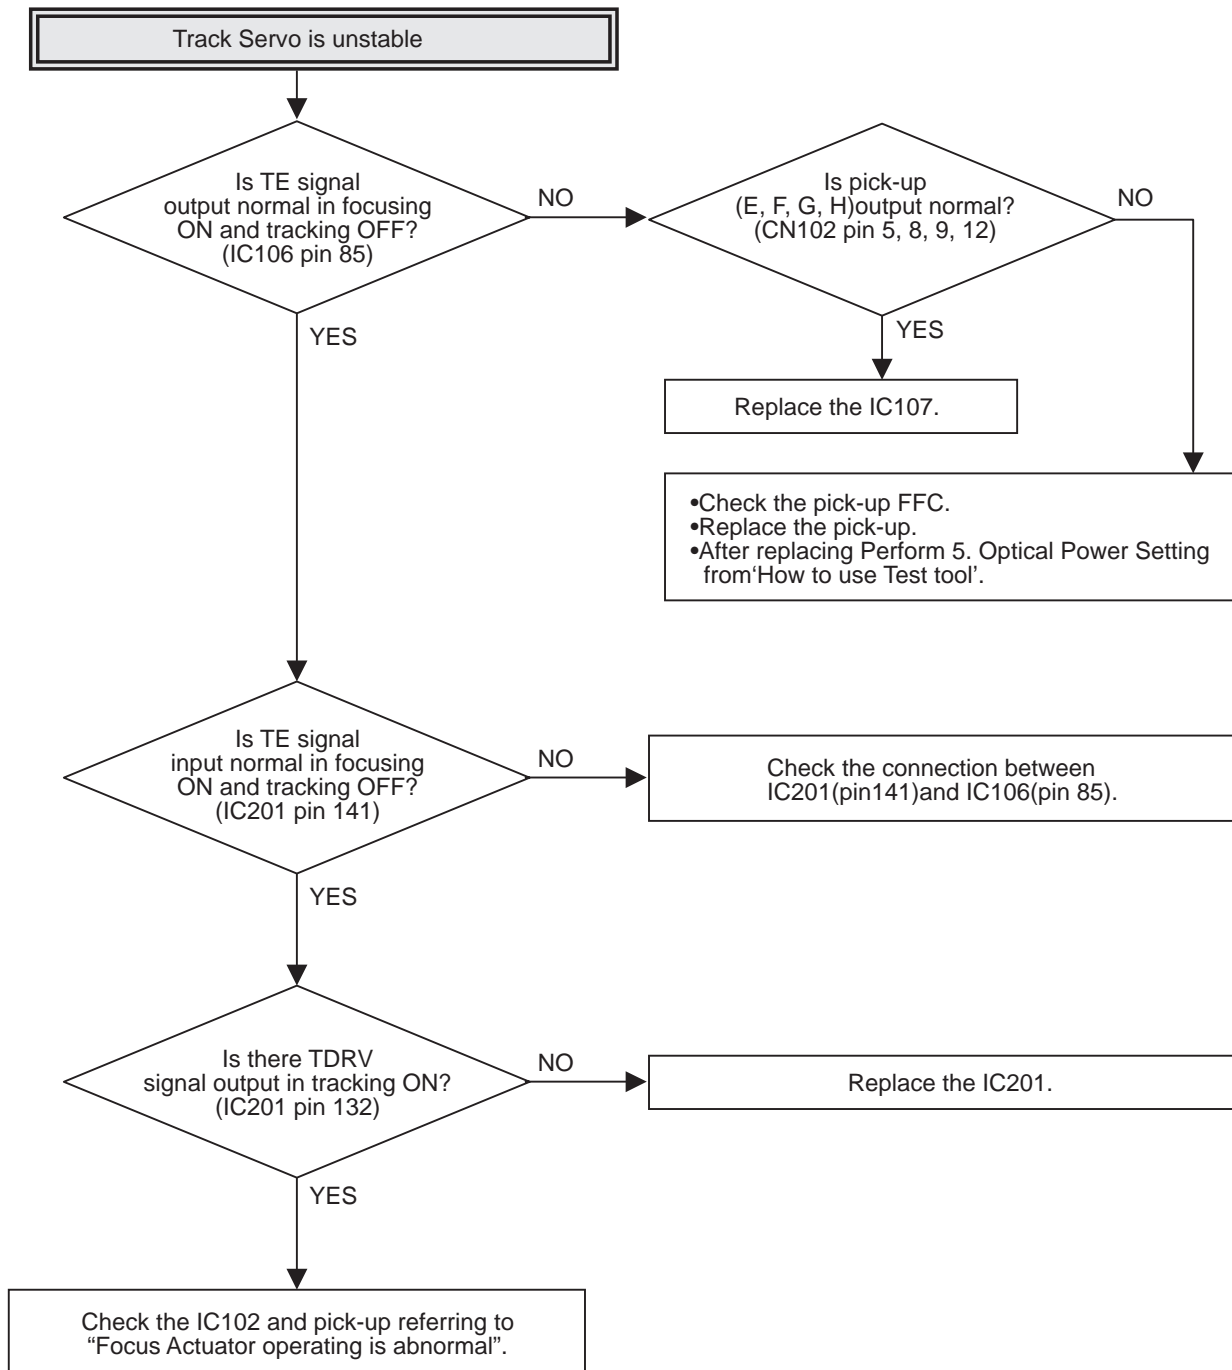 Track Servo is unstable
Is TE signal
output normal in focusing
ON and tracking OFF?
(IC106 pin 85)
NO
YES
Is pick-up
(E, F, G, H)output normal?
(CN102 pin 5, 8, 9, 12)
NO
YES
Replace the IC107.
•Check the pick-up FFC.
•Replace the pick-up.
•After replacing Perform 5. Optical Power Setting
from‘How to use Test tool’.
Is TE signal
input normal in focusing
ON and tracking OFF?
(IC201 pin 141)
NO
YES
Check the connection between
IC201(pin141)and IC106(pin 85).
Is there TDRV
signal output in tracking ON?
(IC201 pin 132)
NO
YES
Replace the IC201.
Check the IC102 and pick-up referring to
“Focus Actuator operating is abnormal”.